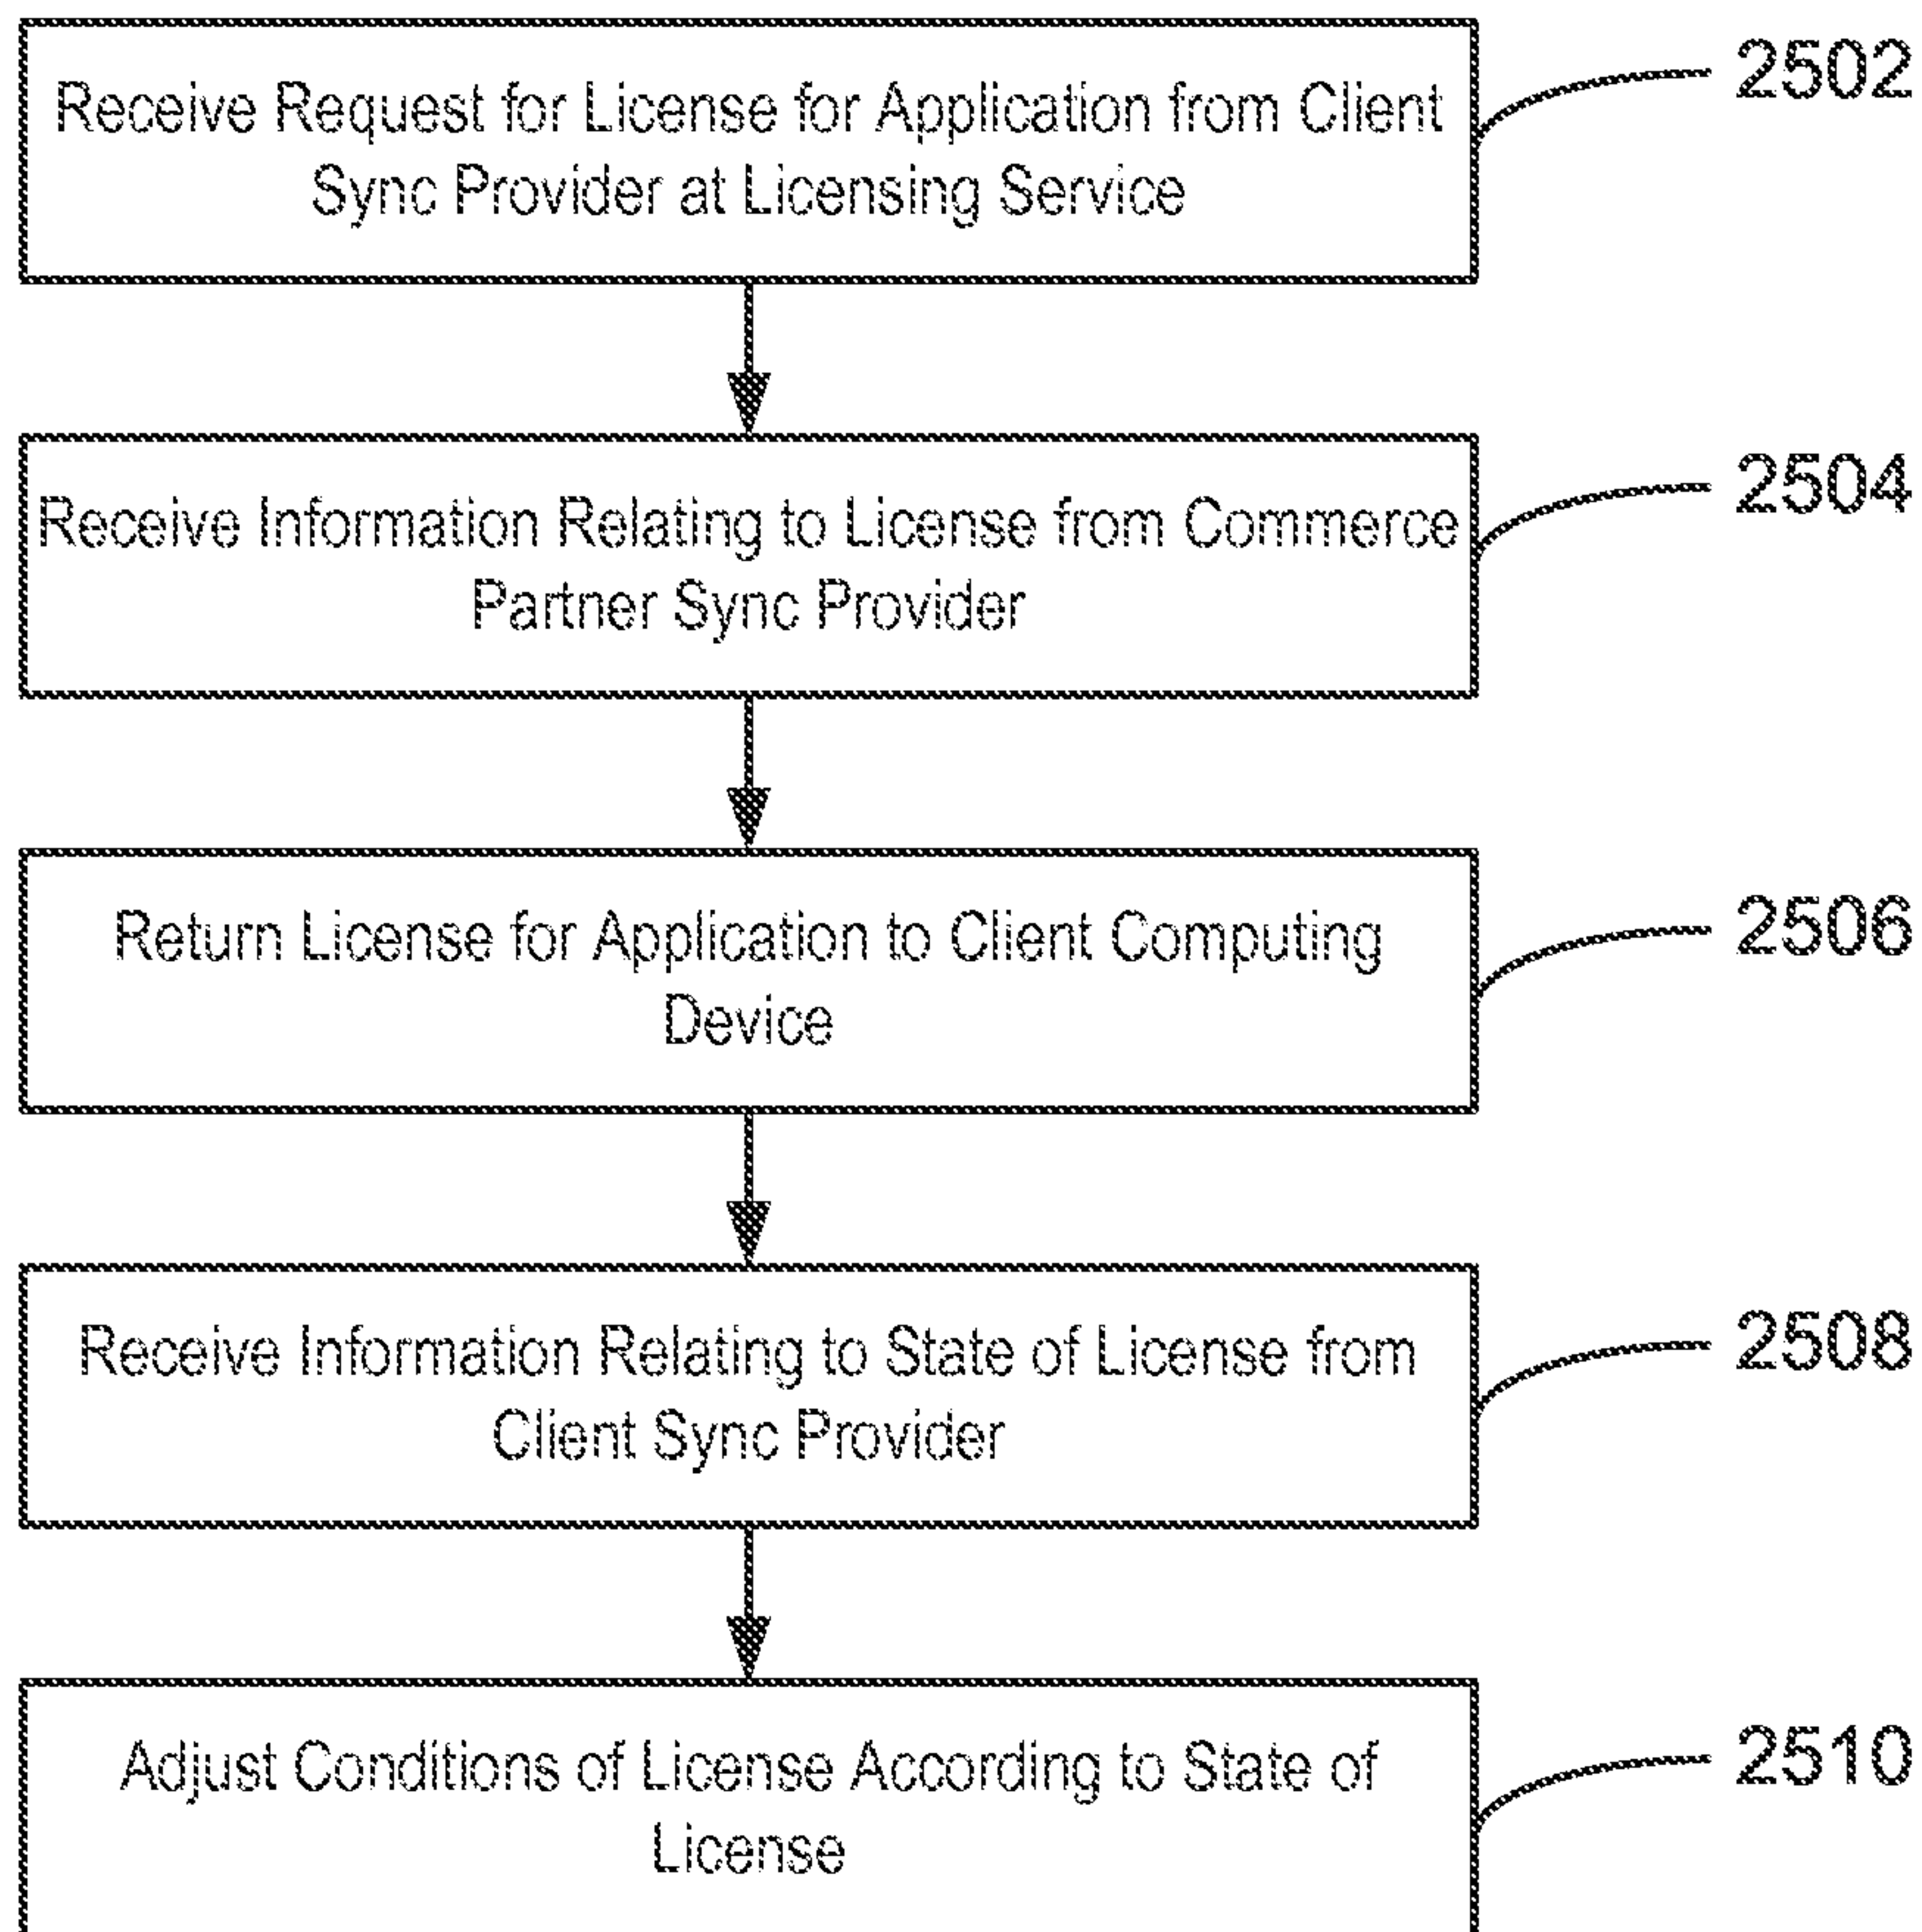 Receive Request for License for Application from Client
Sync Provider at Licensing Service
2502
Receive Information Relating to License from Commerce
Partner Sync Provider
2504
Return License for Application to Client Computing
Device
2506
Receive Information Relating to State of License from
Client Sync Provider
2508
Adjust Conditions of License According to State of
License
2510